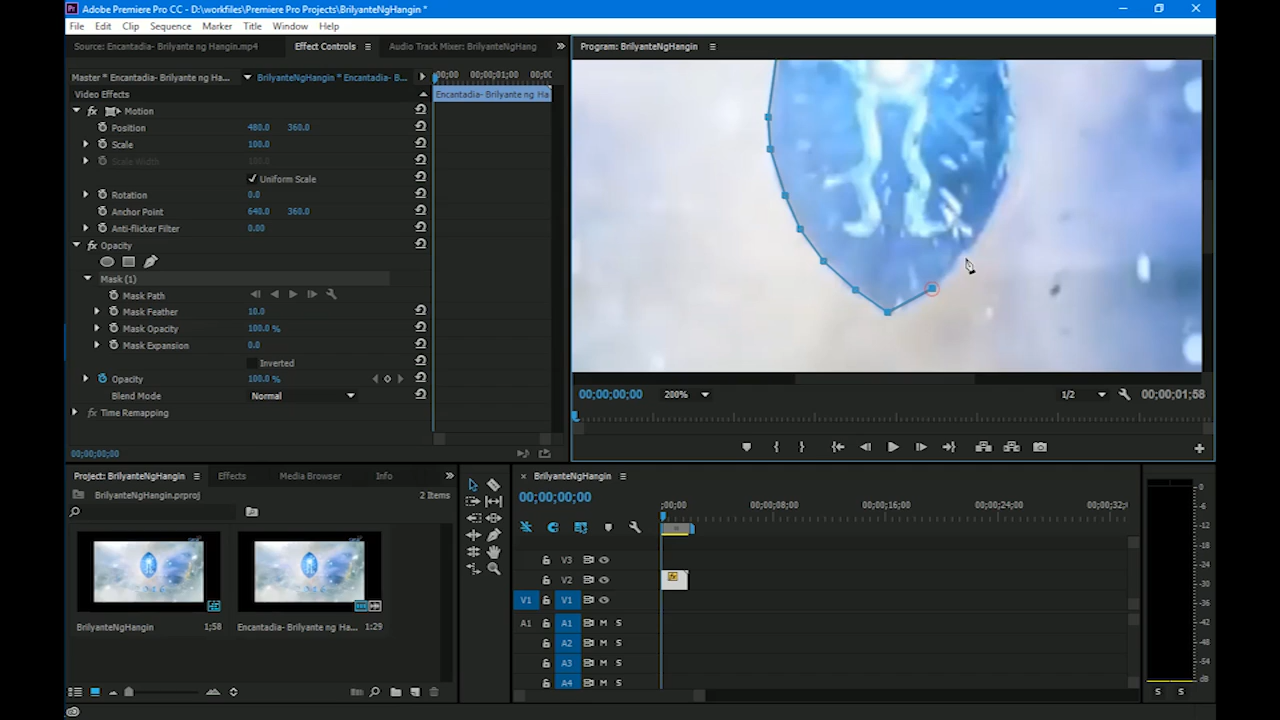 Adobe Premiere Pro CC - D:\workfiles\Premiere Pro Projects\BrilyanteNgHangin *
File Edit Clip Sequence Marker Title Window Help
Source: Encantadia- Brilyante ng Hangin.mp4 Effect Controls Audio Track Mixer: BrilyanteNgHang
Program: BrilyanteNgHangin
Master * Encantadia- Brilyante ng Ha... BrilyanteNgHangin * Encantadia- B...
;00;00 00;00;01;00 00;0
Video Effects
Encantadia- Brilyante ng Ha
fx Motion
Position 480.0 360.0
Scale 100.0
Scale Width 100.0
Uniform Scale
Rotation 0.0
Anchor Point 640.0 360.0
Anti-flicker Filter 0.00
fx Opacity
Mask (1)
Mask Path
Mask Feather 10.0
Mask Opacity 100.0 %
Mask Expansion 0.0
Inverted
Opacity 100.0 %
Blend Mode Normal
fx Time Remapping
00;00;00;00
00;00;00;00 200% 1/2 00;00;01;58
Project: BrilyanteNgHangin Effects Media Browser Info
BrilyanteNgHangin.prproj 2 Items
BrilyanteNgHangin 1;58
Encantadia- Brilyante ng Ha... 1:29
× BrilyanteNgHangin
00;00;00;00
;00;00 00;00;08;00 00;00;16;00 00;00;24;00 00;00;32;
V3
V2
V1 V1
A1 A1 M S
A2 M S
A3 M S
A4 M S
0
-6
-12
-18
-24
-30
-36
-42
-48
-54
dB
S S